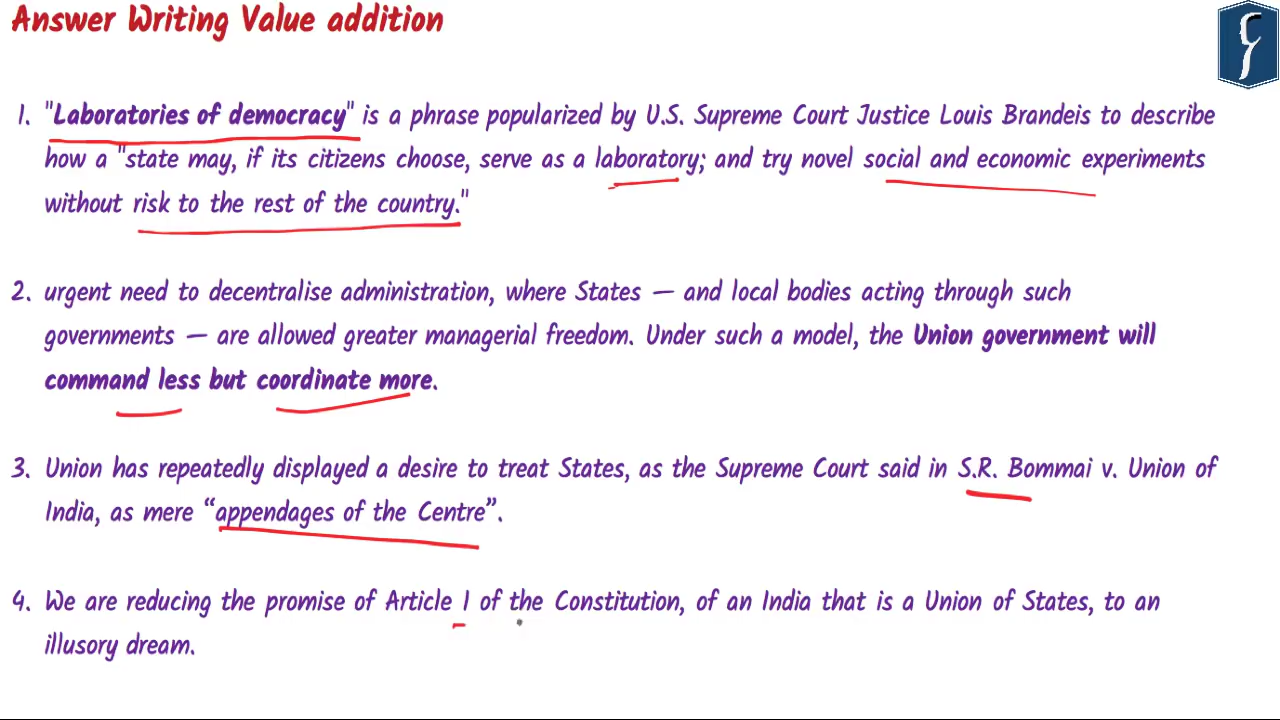 Answer Writing Value addition
1. "Laboratories of democracy" is a phrase popularized by U.S. Supreme Court Justice Louis Brandeis to describe
how a "state may, if its citizens choose, serve as a laboratory; and try novel social and economic experiments
without risk to the rest of the country."
2. urgent need to decentralise administration, where States — and local bodies acting through such
governments — are allowed greater managerial freedom. Under such a model, the Union government will
command less but coordinate more.
3. Union has repeatedly displayed a desire to treat States, as the Supreme Court said in S.R. Bommai v. Union of
India, as mere “appendages of the Centre”.
4. We are reducing the promise of Article 1 of the Constitution, of an India that is a Union of States, to an
illusory dream.